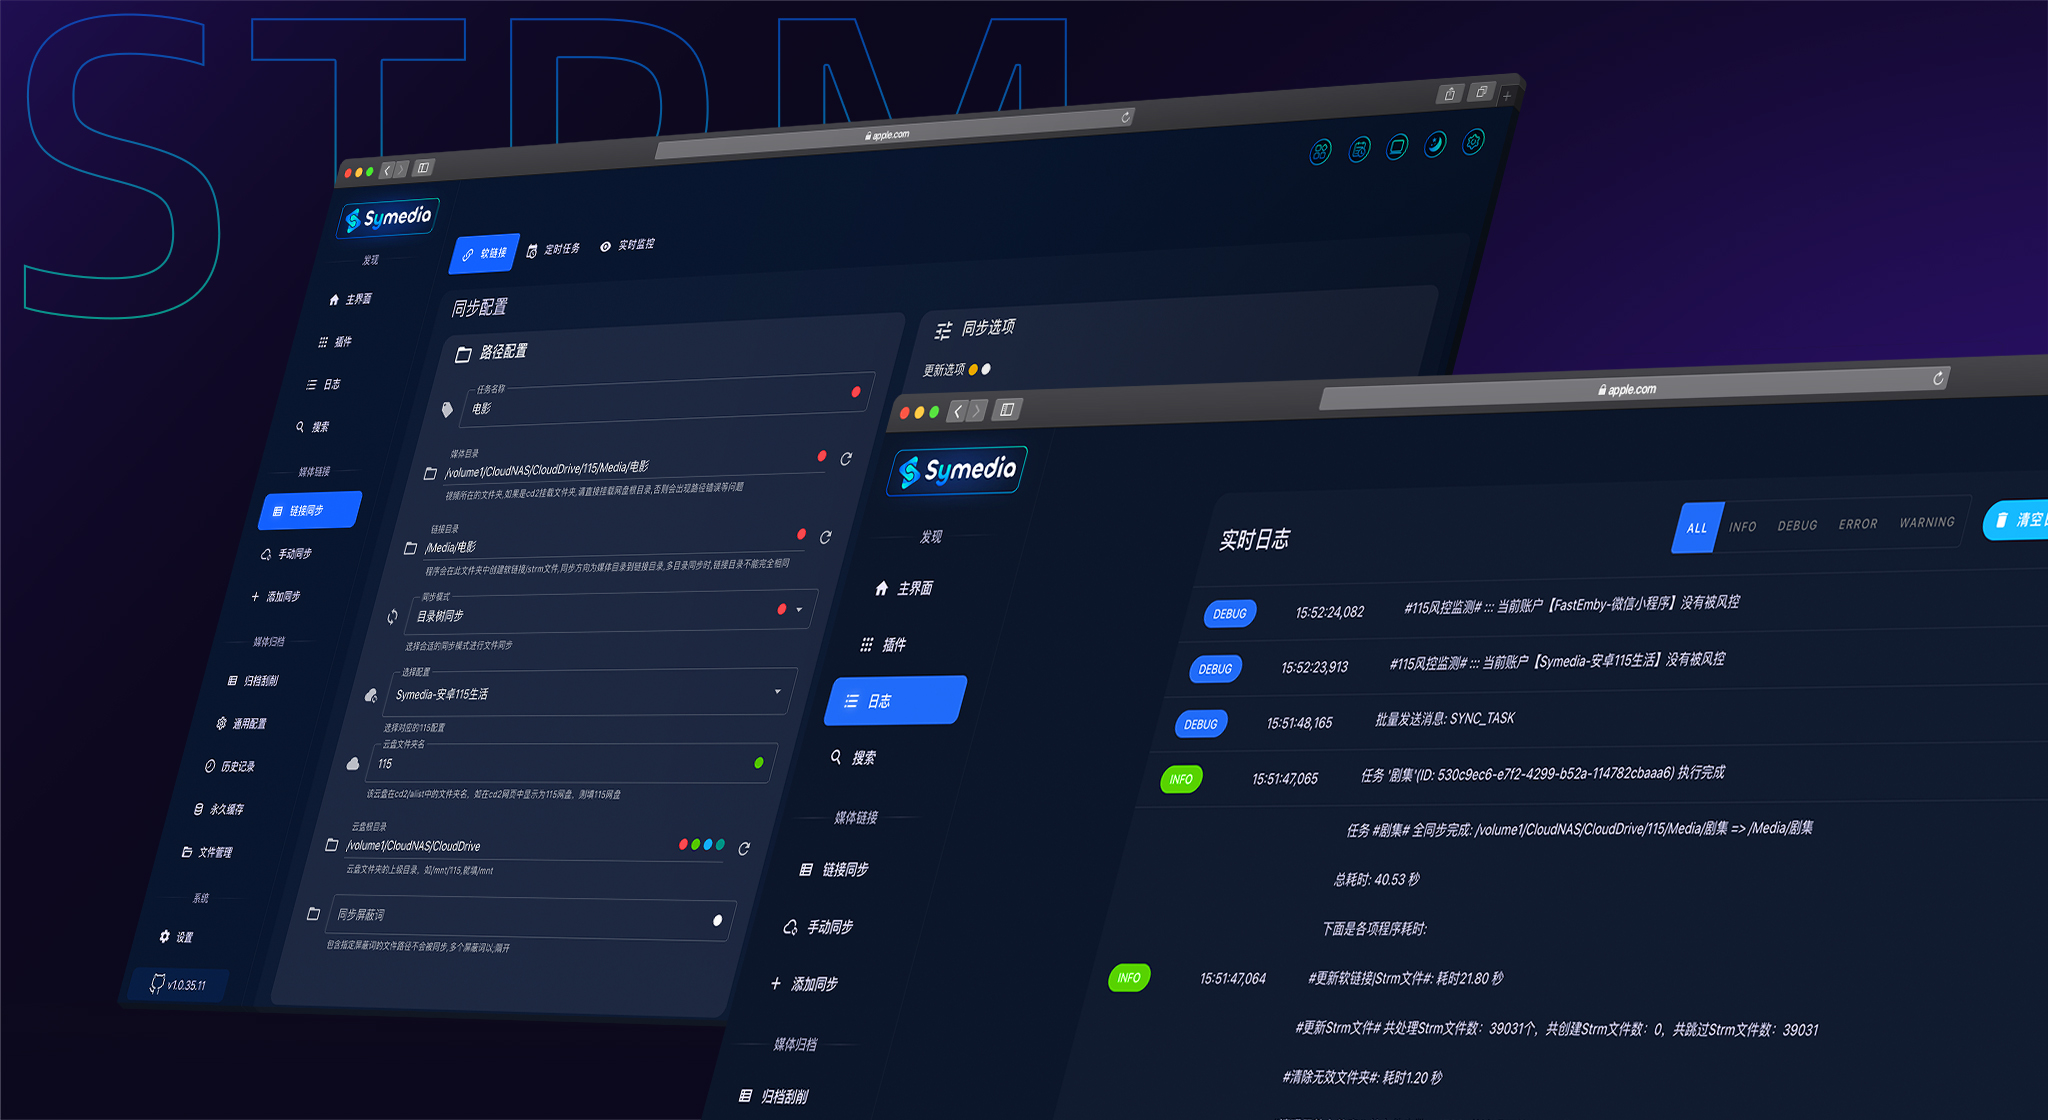 STRM
apple.com
Symedia
发现
主界面
插件
日志
搜索
媒体链接
链接同步
手动同步
添加同步
媒体归档
归档刮削
通用配置
历史记录
永久缓存
文件管理
系统
设置
v1.0.35.11
软链接
定时任务
实时监控
同步配置
路径配置
任务名称
电影
媒体目录
/volume1/CloudNAS/CloudDrive/115/Media/电影
视频所在的文件夹,如果是cd2挂载文件夹,请直接挂载网盘根目录,否则会出现路径错误等问题
链接目录
/Media/电影
程序会在此文件夹中创建软链接/strm文件,同步方向为媒体目录到链接目录,多目录同步时,链接目录不能完全相同
同步模式
目录树同步
选择合适的同步模式进行文件同步
选择配置
Symedia-安卓115生活
选择对应的115配置
云盘文件夹名
115
该云盘在cd2/alist中的文件夹名，如在cd2网页中显示为115网盘，则填115网盘
云盘根目录
/volume1/CloudNAS/CloudDrive
云盘文件夹的上级目录，如/mnt/115,就填/mnt
同步屏蔽词
包含指定屏蔽词的文件路径不会被同步,多个屏蔽词以;隔开
同步选项
更新选项
apple.com
Symedia
发现
主界面
插件
日志
搜索
媒体链接
链接同步
手动同步
添加同步
媒体归档
归档刮削
实时日志
ALL INFO DEBUG ERROR WARNING
清空
DEBUG 15:52:24,082 #115风控监测# ::: 当前账户【FastEmby-微信小程序】没有被风控
DEBUG 15:52:23,913 #115风控监测# ::: 当前账户【Symedia-安卓115生活】没有被风控
DEBUG 15:51:48,165 批量发送消息: SYNC_TASK
INFO 15:51:47,065 任务 '剧集'(ID: 530c9ec6-e7f2-4299-b52a-114782cbaaa6) 执行完成
任务 #剧集# 全同步完成: /volume1/CloudNAS/CloudDrive/115/Media/剧集 => /Media/剧集
总耗时: 40.53 秒
下面是各项程序耗时:
INFO 15:51:47,064 #更新软链接|Strm文件#: 耗时21.80 秒
#更新Strm文件# 共处理Strm文件数：39031个，共创建Strm文件数：0，共跳过Strm文件数：39031
#清除无效文件夹#: 耗时1.20 秒